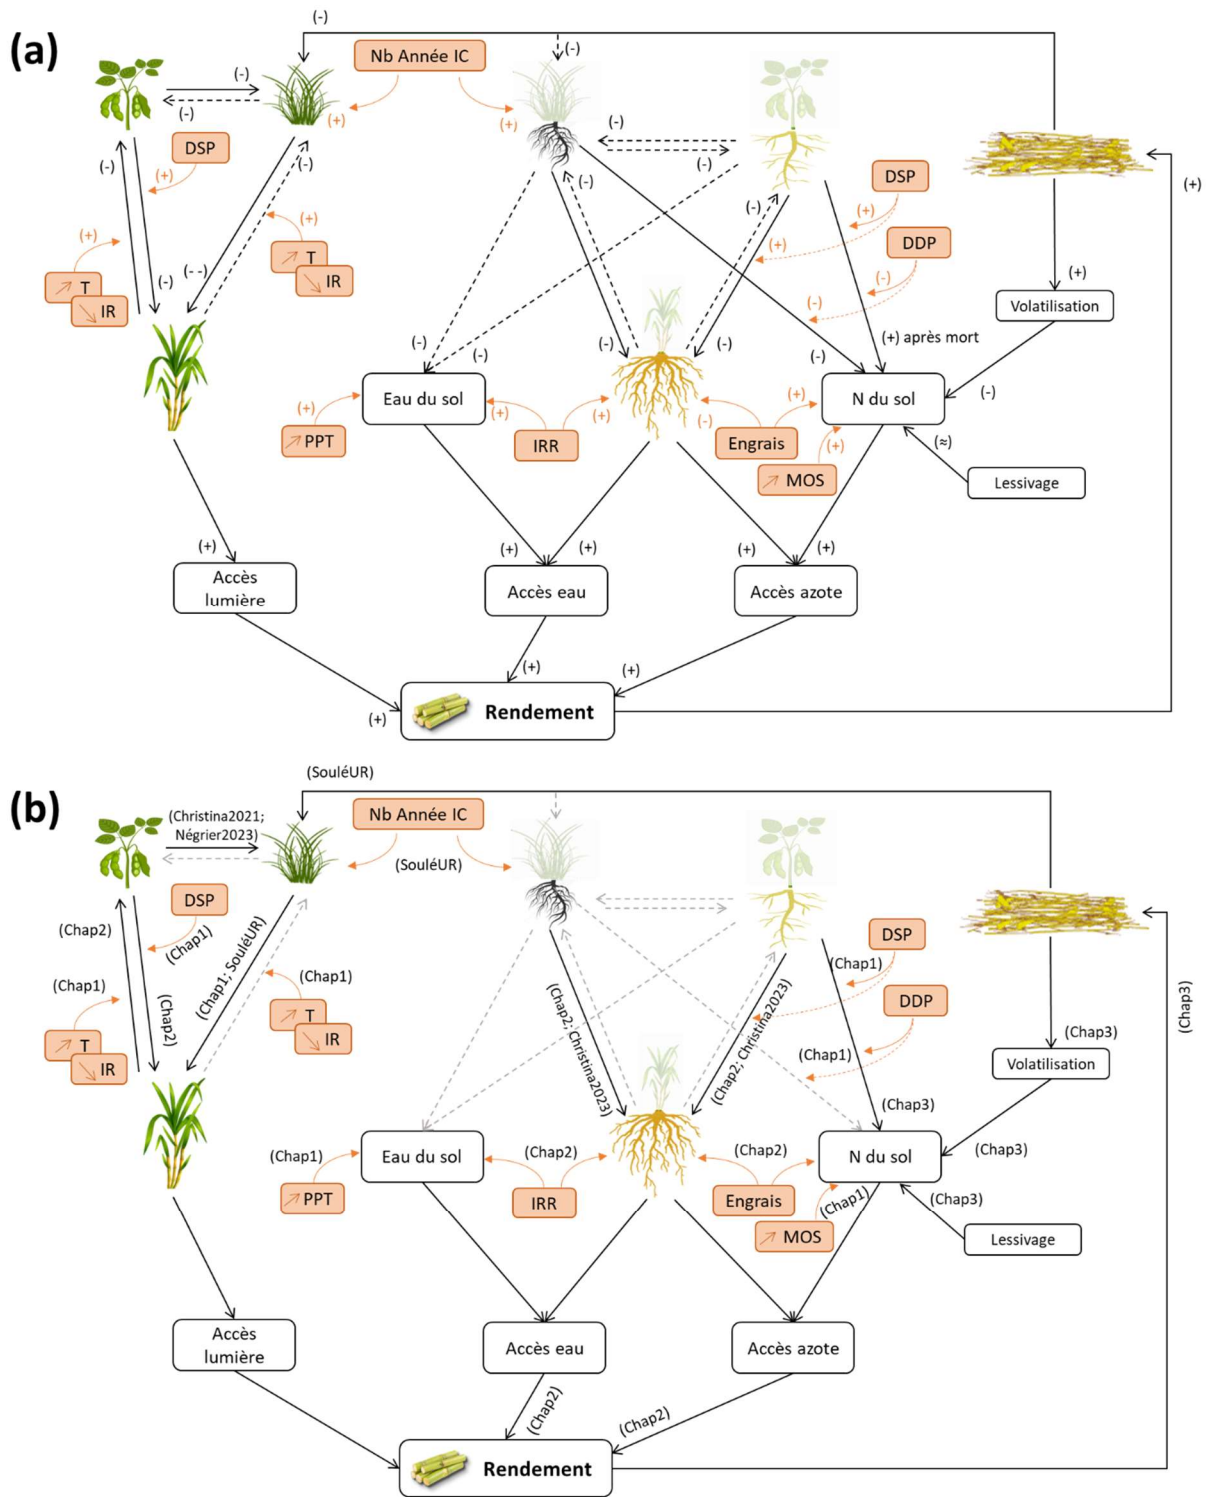 (a)
(-)
Nb Année IC
(-)
(-)
(-)
(+)
(+)
(-)
(-)
DSP
(-)
(+)
(-)
(-)
DSP
(+)
(+)
↗ T
↘ IR
(+)
↗ T
↘ IR
(-)
(+)
(+)
DDP
(-)
(-)
(+)
Volatilisation
(- -)
(-)
(-)
(-)
(-)
(-)
(-)
(+) après mort
(-)
Eau du sol
N du sol
(+)
↗ PPT
(+)
(+)
IRR
(-)
(+)
Engrais
↗ MOS
(+)
(≈)
Lessivage
(+)
(+)
(+)
(+)
(+)
Accès
lumière
Accès eau
Accès azote
(+)
(+)
(+)
Rendement
(b)
(SouléUR)
(Christina2021;
Négrier2023)
Nb Année IC
(SouléUR)
DSP
(Chap1)
(Chap2)
(Chap2)
(Chap1)
↗ T
↘ IR
(Chap1; SouléUR)
(Chap1)
↗ T
↘ IR
(Chap2; Christina2023)
(Chap2; Christina2023)
DSP
(Chap1)
DDP
(Chap1)
(Chap3)
(Chap3)
Volatilisation
(Chap3)
(Chap3)
Eau du sol
N du sol
(Chap1)
↗ PPT
(Chap2)
IRR
(Chap2)
Engrais
↗ MOS
(Chap1)
(Chap3)
Lessivage
Accès
lumière
Accès eau
Accès azote
(Chap2)
(Chap2)
Rendement